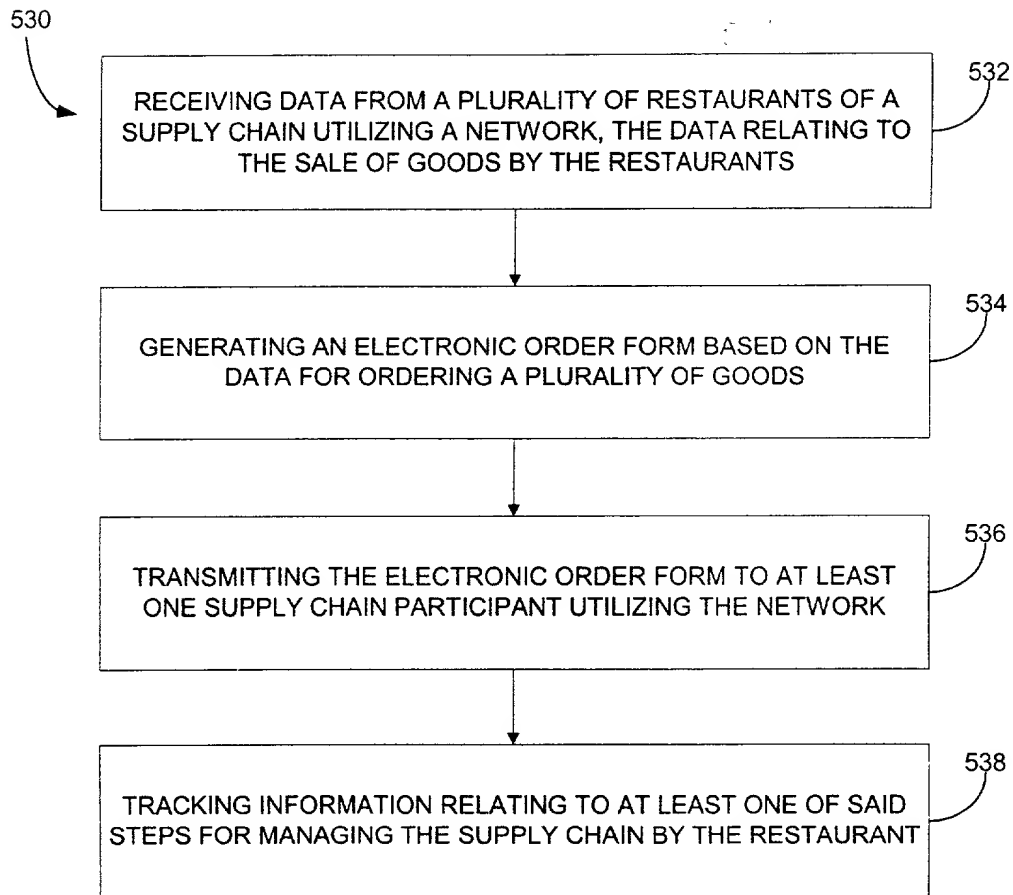 530
RECEIVING DATA FROM A PLURALITY OF RESTAURANTS OF A
SUPPLY CHAIN UTILIZING A NETWORK, THE DATA RELATING TO
THE SALE OF GOODS BY THE RESTAURANTS
532
GENERATING AN ELECTRONIC ORDER FORM BASED ON THE
DATA FOR ORDERING A PLURALITY OF GOODS
534
TRANSMITTING THE ELECTRONIC ORDER FORM TO AT LEAST
ONE SUPPLY CHAIN PARTICIPANT UTILIZING THE NETWORK
536
TRACKING INFORMATION RELATING TO AT LEAST ONE OF SAID
STEPS FOR MANAGING THE SUPPLY CHAIN BY THE RESTAURANT
538